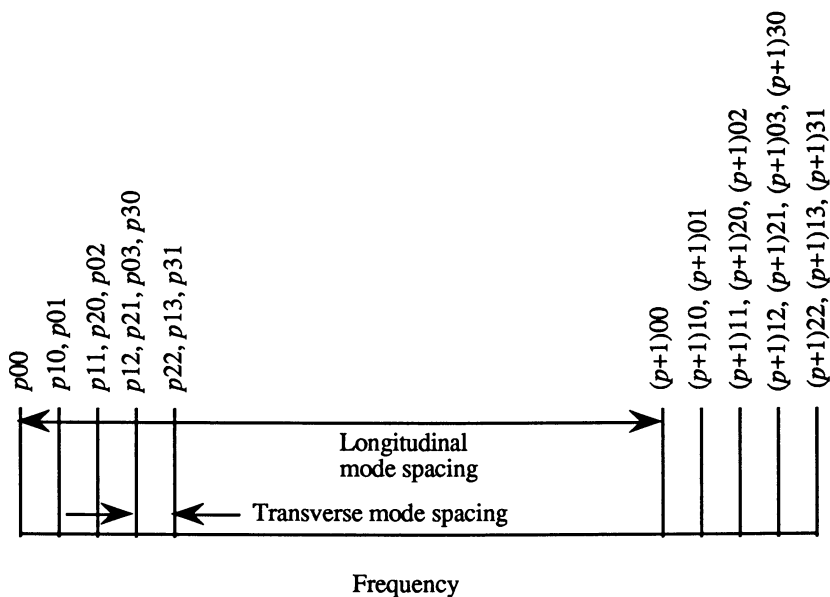 p00
p10, p01
p11, p20, p02
p12, p21, p03, p30
p22, p13, p31
(p+1)00
(p+1)10, (p+1)01
(p+1)11, (p+1)20, (p+1)02
(p+1)12, (p+1)21, (p+1)03, (p+1)30
(p+1)22, (p+1)13, (p+1)31
Longitudinal
mode spacing
Transverse mode spacing
Frequency